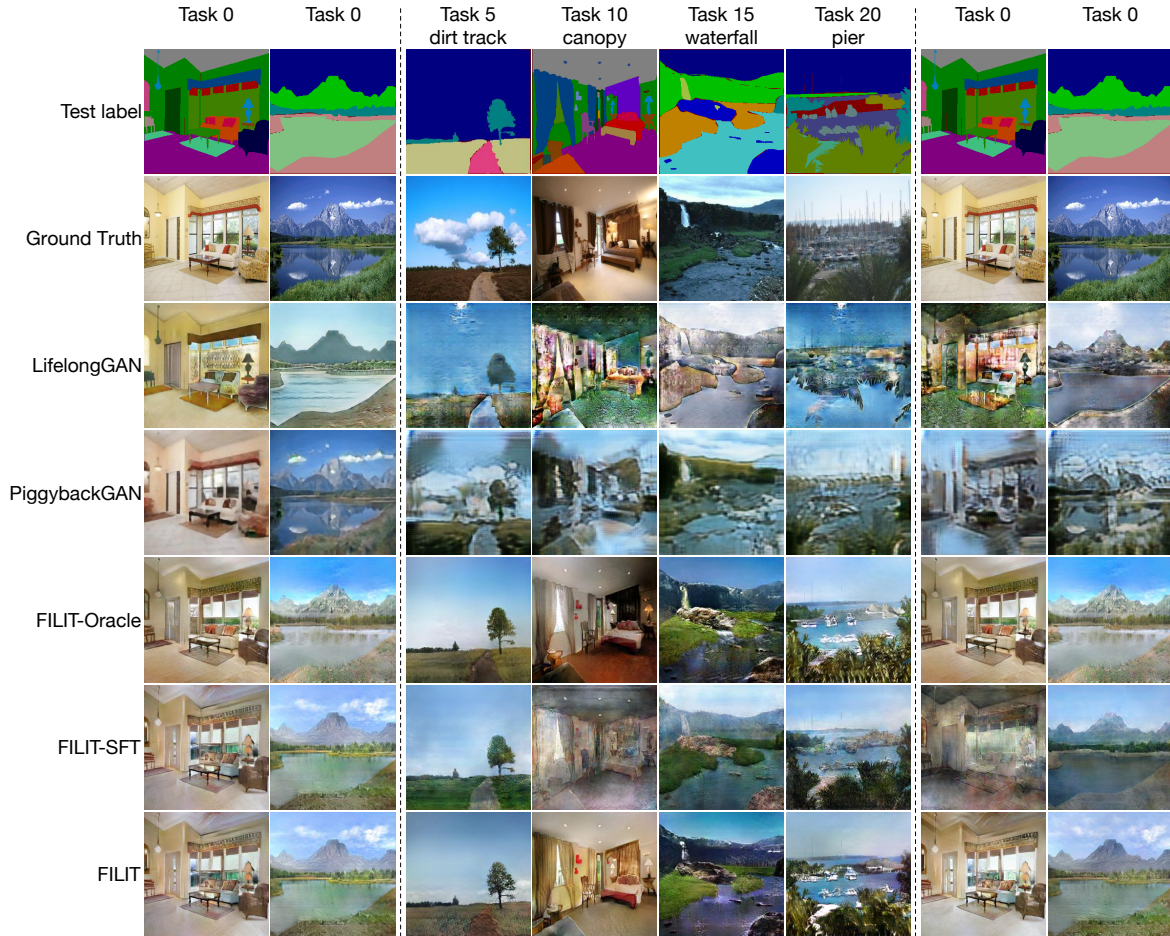 Task 0 Task 0 Task 5 Task 10 Task 15 Task 20 Task 0 Task 0
dirt track canopy waterfall pier
Test label
Ground Truth
LifelongGAN
PiggybackGAN
FILIT-Oracle
FILIT-SFT
FILIT